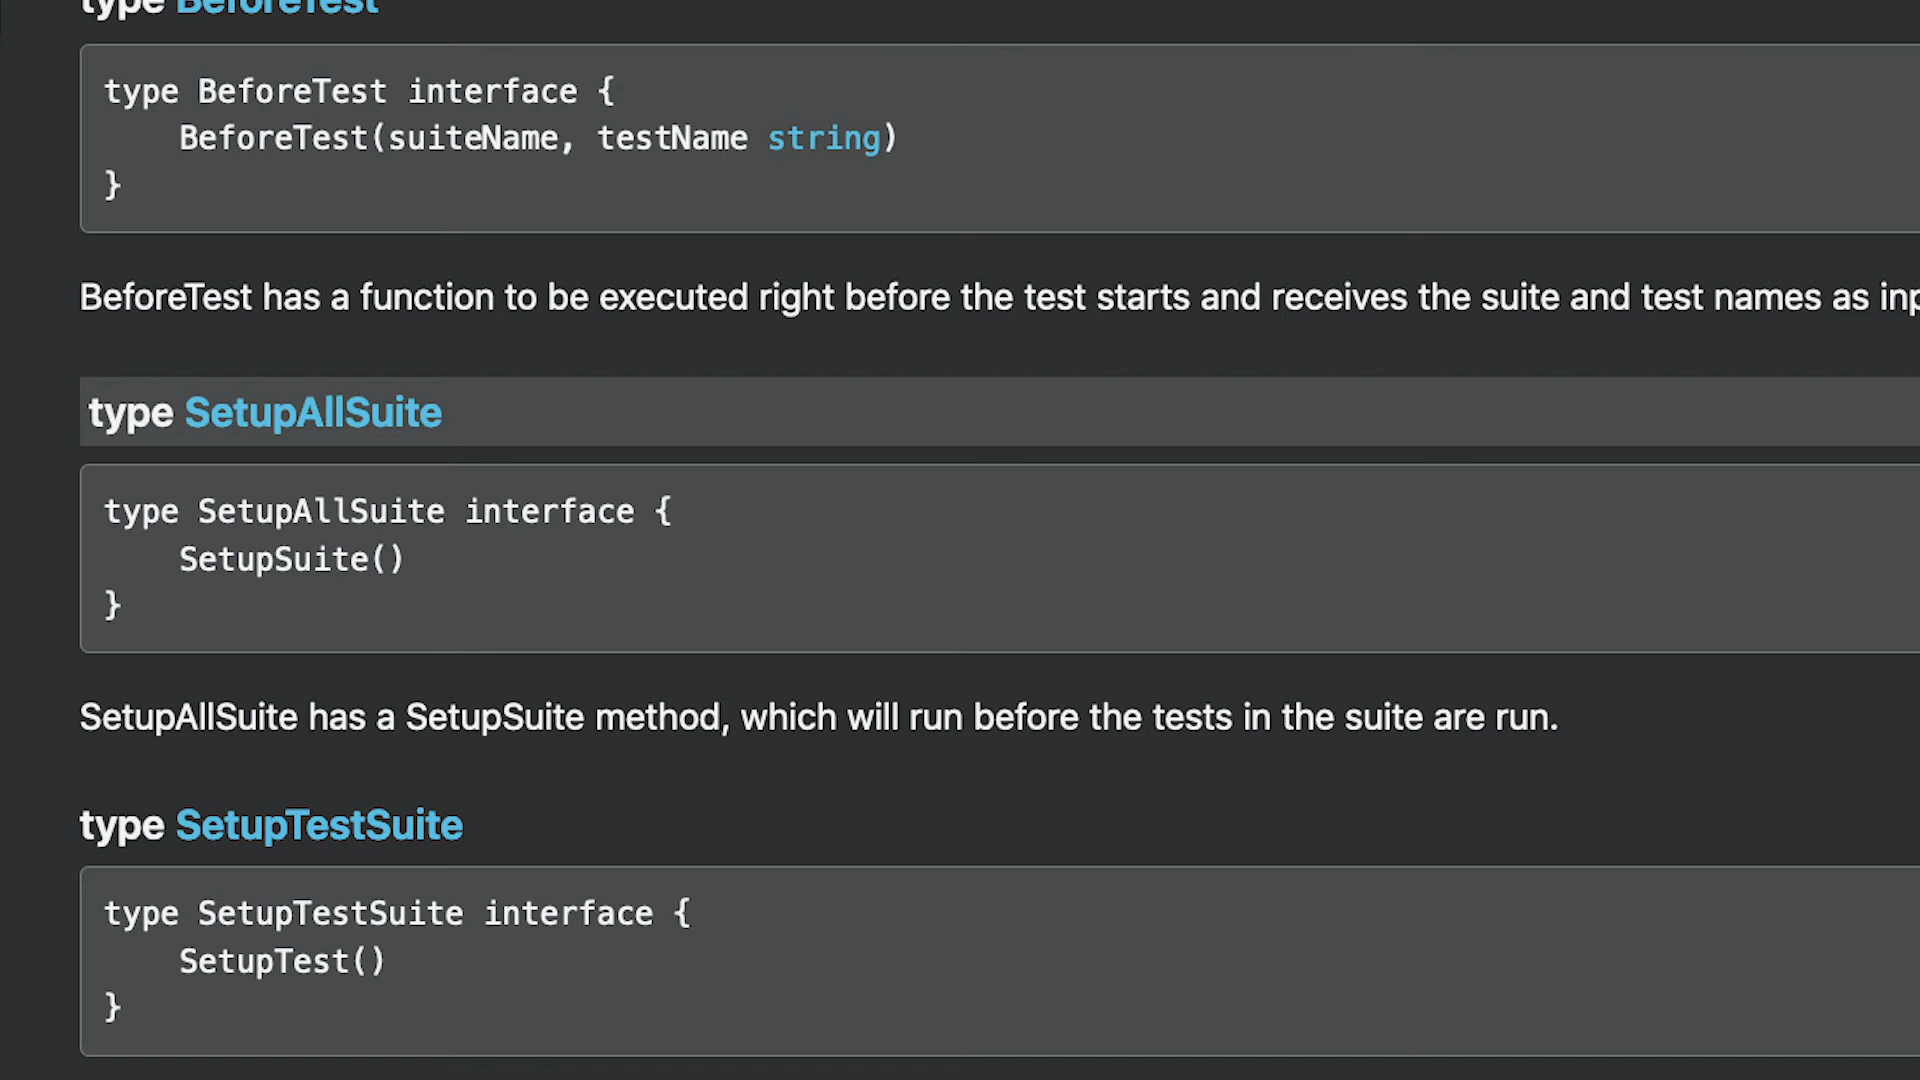 type BeforeTest
type BeforeTest interface {
    BeforeTest(suiteName, testName string)
}
BeforeTest has a function to be executed right before the test starts and receives the suite and test names as
type SetupAllSuite
type SetupAllSuite interface {
    SetupSuite()
}
SetupAllSuite has a SetupSuite method, which will run before the tests in the suite are run.
type SetupTestSuite
type SetupTestSuite interface {
    SetupTest()
}